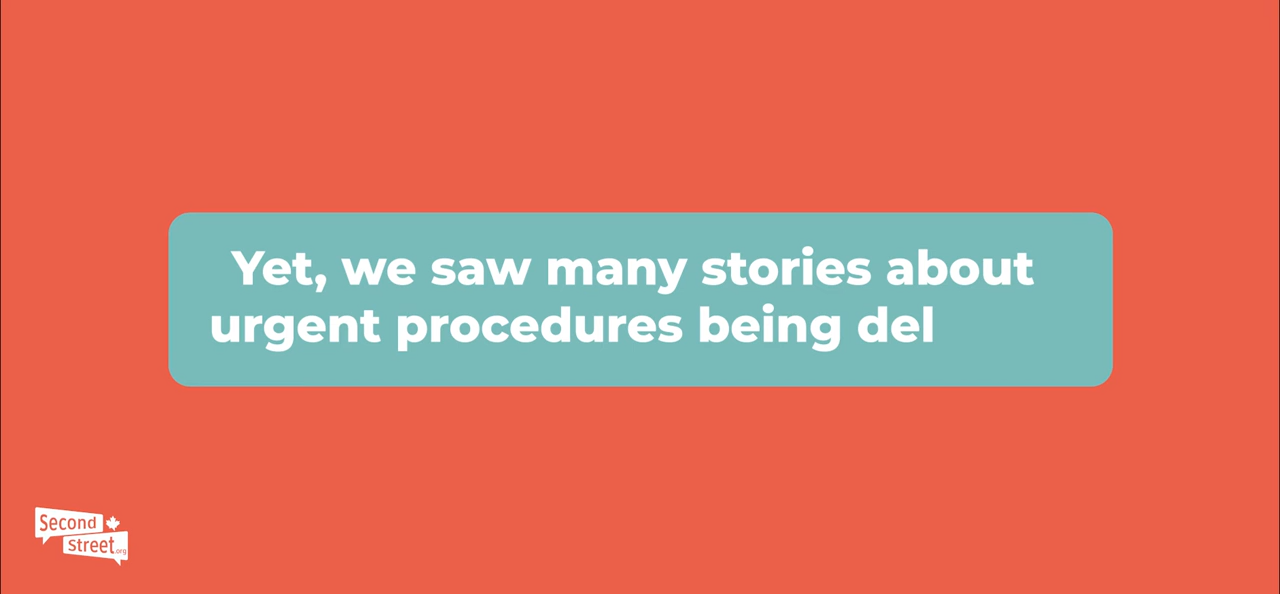 Yet, we saw many stories about
urgent procedures being del
Second
street.org